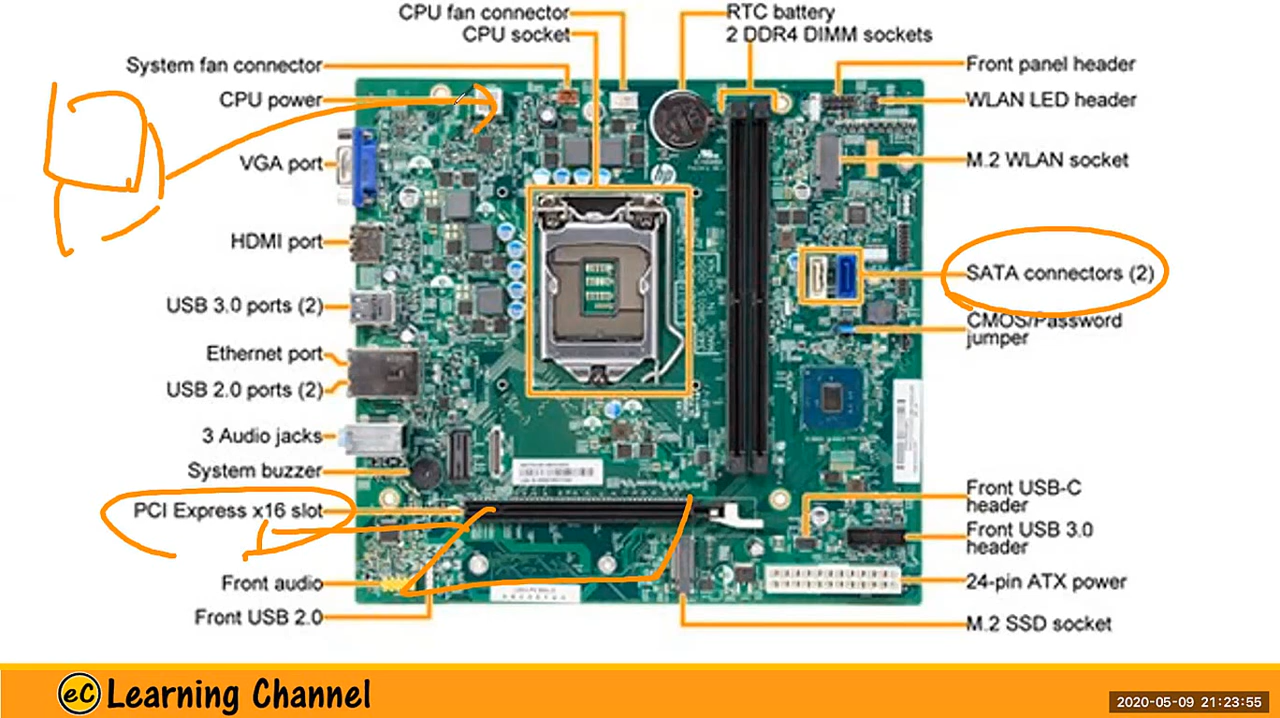 CPU fan connector
CPU socket
RTC battery
2 DDR4 DIMM sockets
System fan connector
CPU power
VGA port
HDMI port
USB 3.0 ports (2)
Ethernet port
USB 2.0 ports (2)
3 Audio jacks
System buzzer
PCI Express x16 slot
Front audio
Front USB 2.0
Front panel header
WLAN LED header
M.2 WLAN socket
SATA connectors (2)
CMOS/Password
jumper
Front USB-C
header
Front USB 3.0
header
24-pin ATX power
M.2 SSD socket
hp
eC Learning Channel
2020-05-09 21:23:55